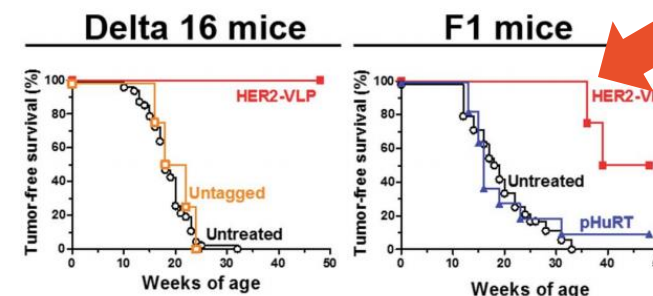 Delta 16 mice
F1 mice
Tumor-free survival (%)
100
80
60
40
20
0
HER2-VLP
Untagged
Untreated
0 10 20 30 40 50
Weeks of age
Tumor-free survival (%)
100
80
60
40
20
0
HER2-VL
Untreated
pHuRT
0 10 20 30 40
Weeks of age